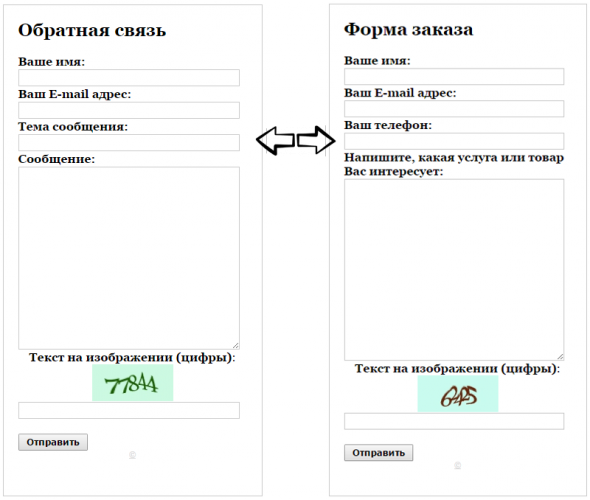 Обратная связь
Ваше имя:
Ваш E-mail адрес:
Тема сообщения:
Сообщение:
Текст на изображении (цифры):
77844
Отправить
©
Форма заказа
Ваше имя:
Ваш E-mail адрес:
Ваш телефон:
Напишите, какая услуга или товар
Вас интересует:
Текст на изображении (цифры):
6425
Отправить
©